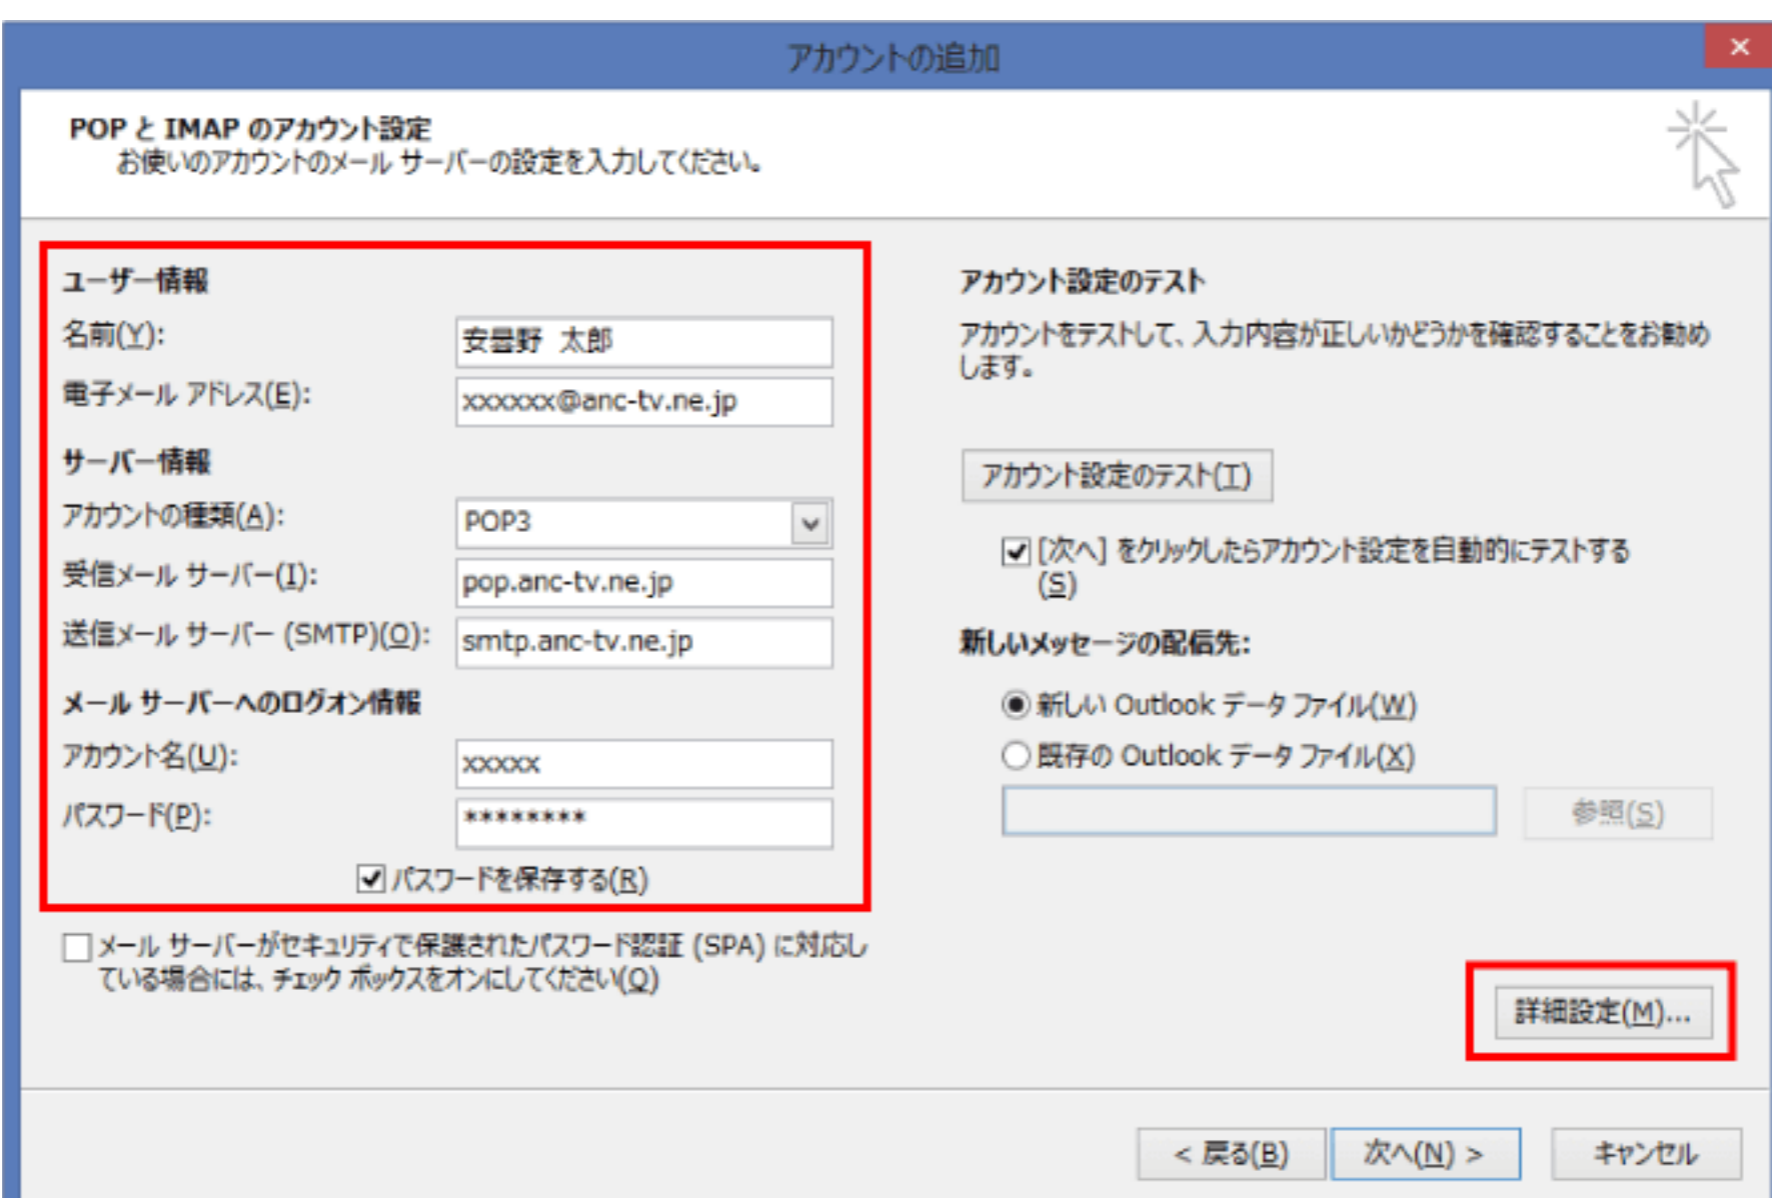 アカウントの追加
POP と IMAP のアカウント設定
お使いのアカウントのメール サーバーの設定を入力してください。
ユーザー情報
名前(Y):
安曇野 太郎
電子メール アドレス(E):
xxxxxx@anc-tv.ne.jp
サーバー情報
アカウントの種類(A):
POP3
受信メール サーバー(I):
pop.anc-tv.ne.jp
送信メール サーバー (SMTP)(O):
smtp.anc-tv.ne.jp
メール サーバーへのログオン情報
アカウント名(U):
xxxxx
パスワード(P):
********
パスワードを保存する(R)
メール サーバーがセキュリティで保護されたパスワード認証 (SPA) に対応し
ている場合には、チェック ボックスをオンにしてください(Q)
アカウント設定のテスト
アカウントをテストして、入力内容が正しいかどうかを確認することをお勧め
します。
アカウント設定のテスト(T)
[次へ] をクリックしたらアカウント設定を自動的にテストする
(S)
新しいメッセージの配信先:
新しい Outlook データ ファイル(W)
既存の Outlook データ ファイル(X)
参照(S)
詳細設定(M)...
< 戻る(B)
次へ(N) >
キャンセル